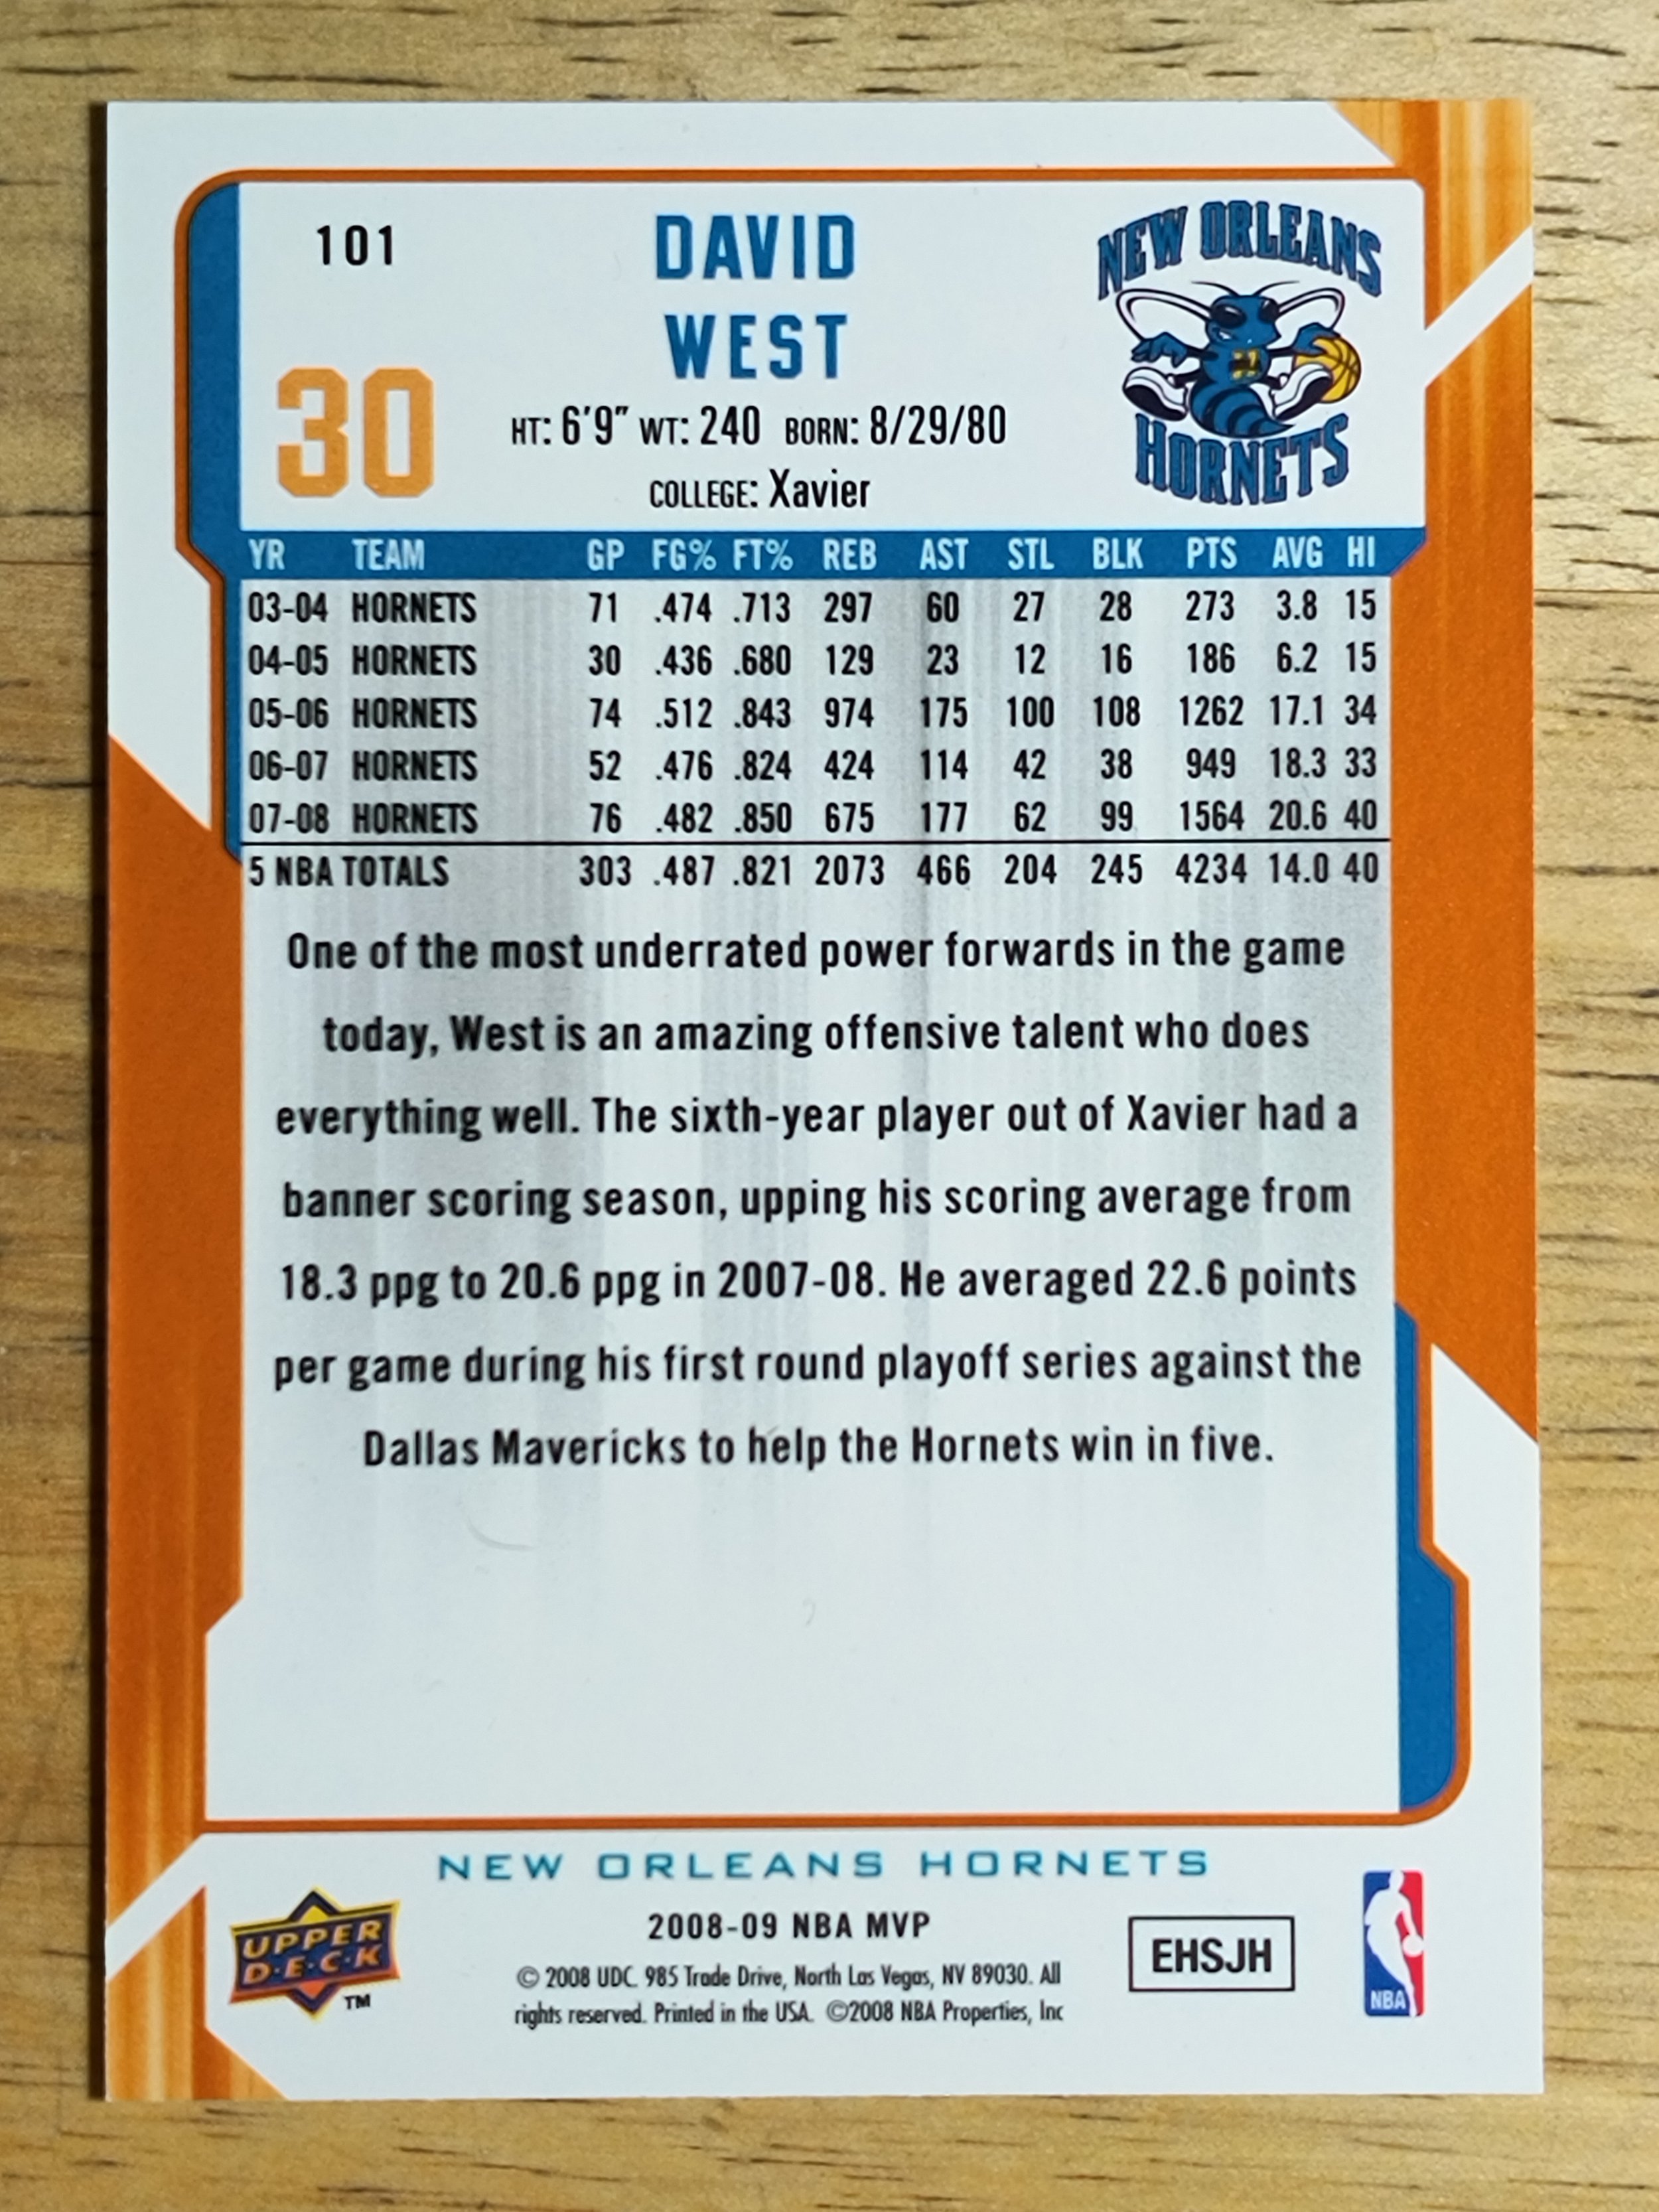 101
DAVID
WEST
NEW ORLEANS
HORNETS
30
HT: 6'9" WT: 240 BORN: 8/29/80
COLLEGE: Xavier
YR TEAM GP FG% FT% REB AST STL BLK PTS AVG HI
03-04 HORNETS 71 .474 .713 297 60 27 28 273 3.8 15
04-05 HORNETS 30 .436 .680 129 23 12 16 186 6.2 15
05-06 HORNETS 74 .512 .843 974 175 100 108 1262 17.1 34
06-07 HORNETS 52 .476 .824 424 114 42 38 949 18.3 33
07-08 HORNETS 76 .482 .850 675 177 62 99 1564 20.6 40
5 NBA TOTALS 303 .487 .821 2073 466 204 245 4234 14.0 40
One of the most underrated power forwards in the game
today, West is an amazing offensive talent who does
everything well. The sixth-year player out of Xavier had a
banner scoring season, upping his scoring average from
18.3 ppg to 20.6 ppg in 2007-08. He averaged 22.6 points
per game during his first round playoff series against the
Dallas Mavericks to help the Hornets win in five.
NEW ORLEANS HORNETS
UPPER
D·E·C·K
TM
2008-09 NBA MVP
© 2008 UDC. 985 Trade Drive, North Las Vegas, NV 89030. All
rights reserved. Printed in the USA. ©2008 NBA Properties, Inc
EHSJH
NBA